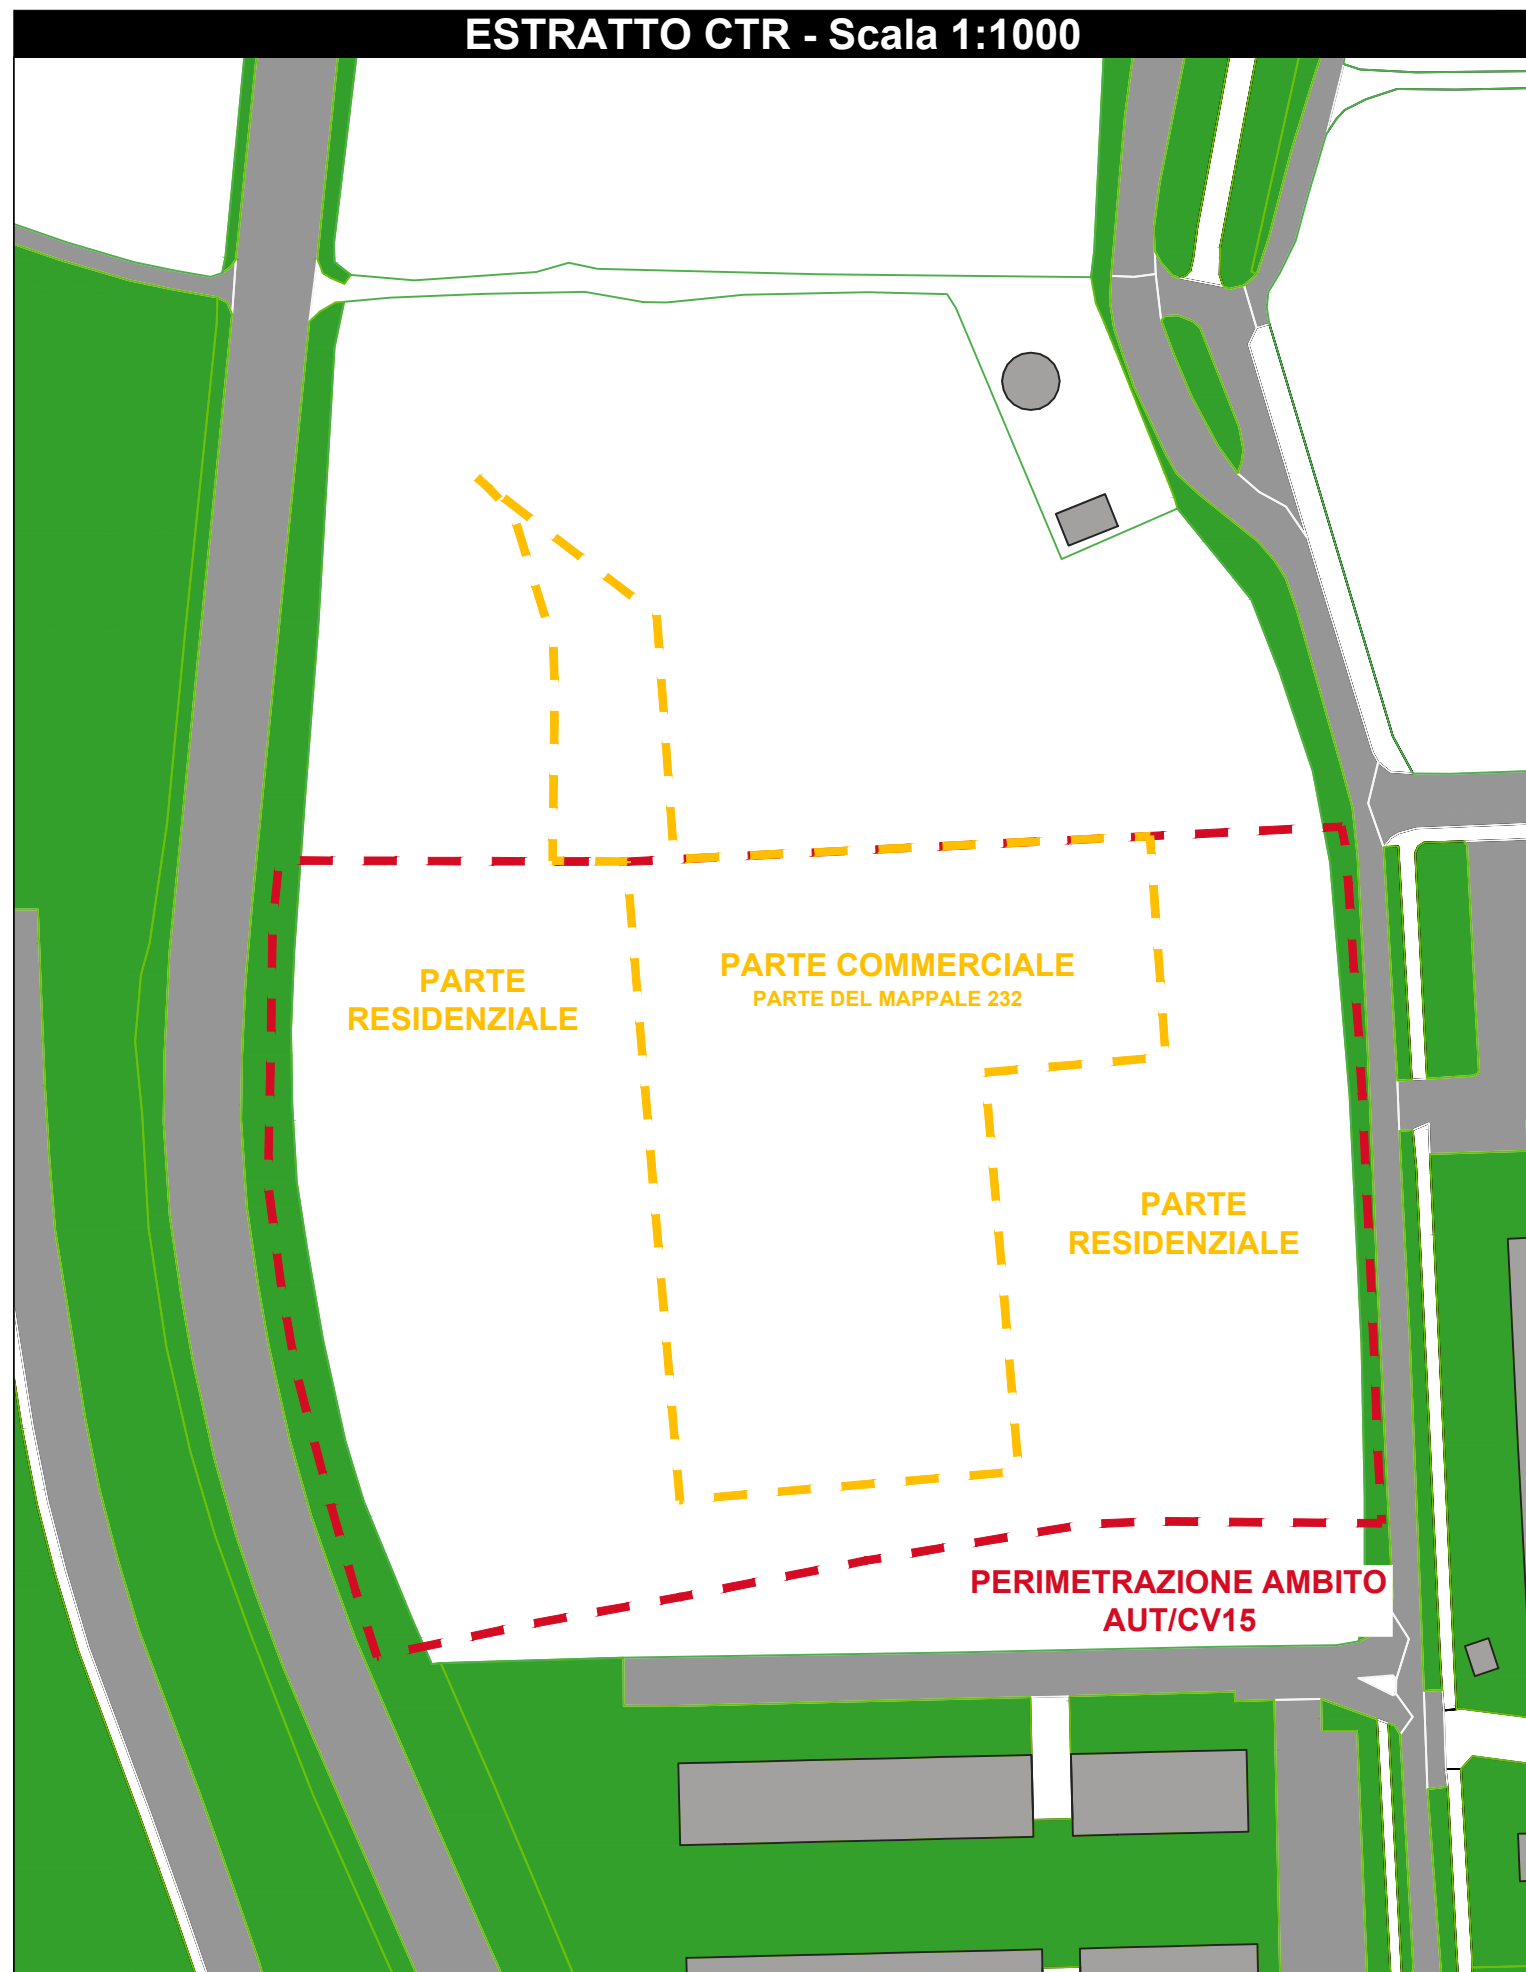 ESTRATTO CTR - Scala 1:1000
PARTE
RESIDENZIALE
PARTE COMMERCIALE
PARTE DEL MAPPALE 232
PARTE
RESIDENZIALE
PERIMETRAZIONE AMBITO
AUT/CV15